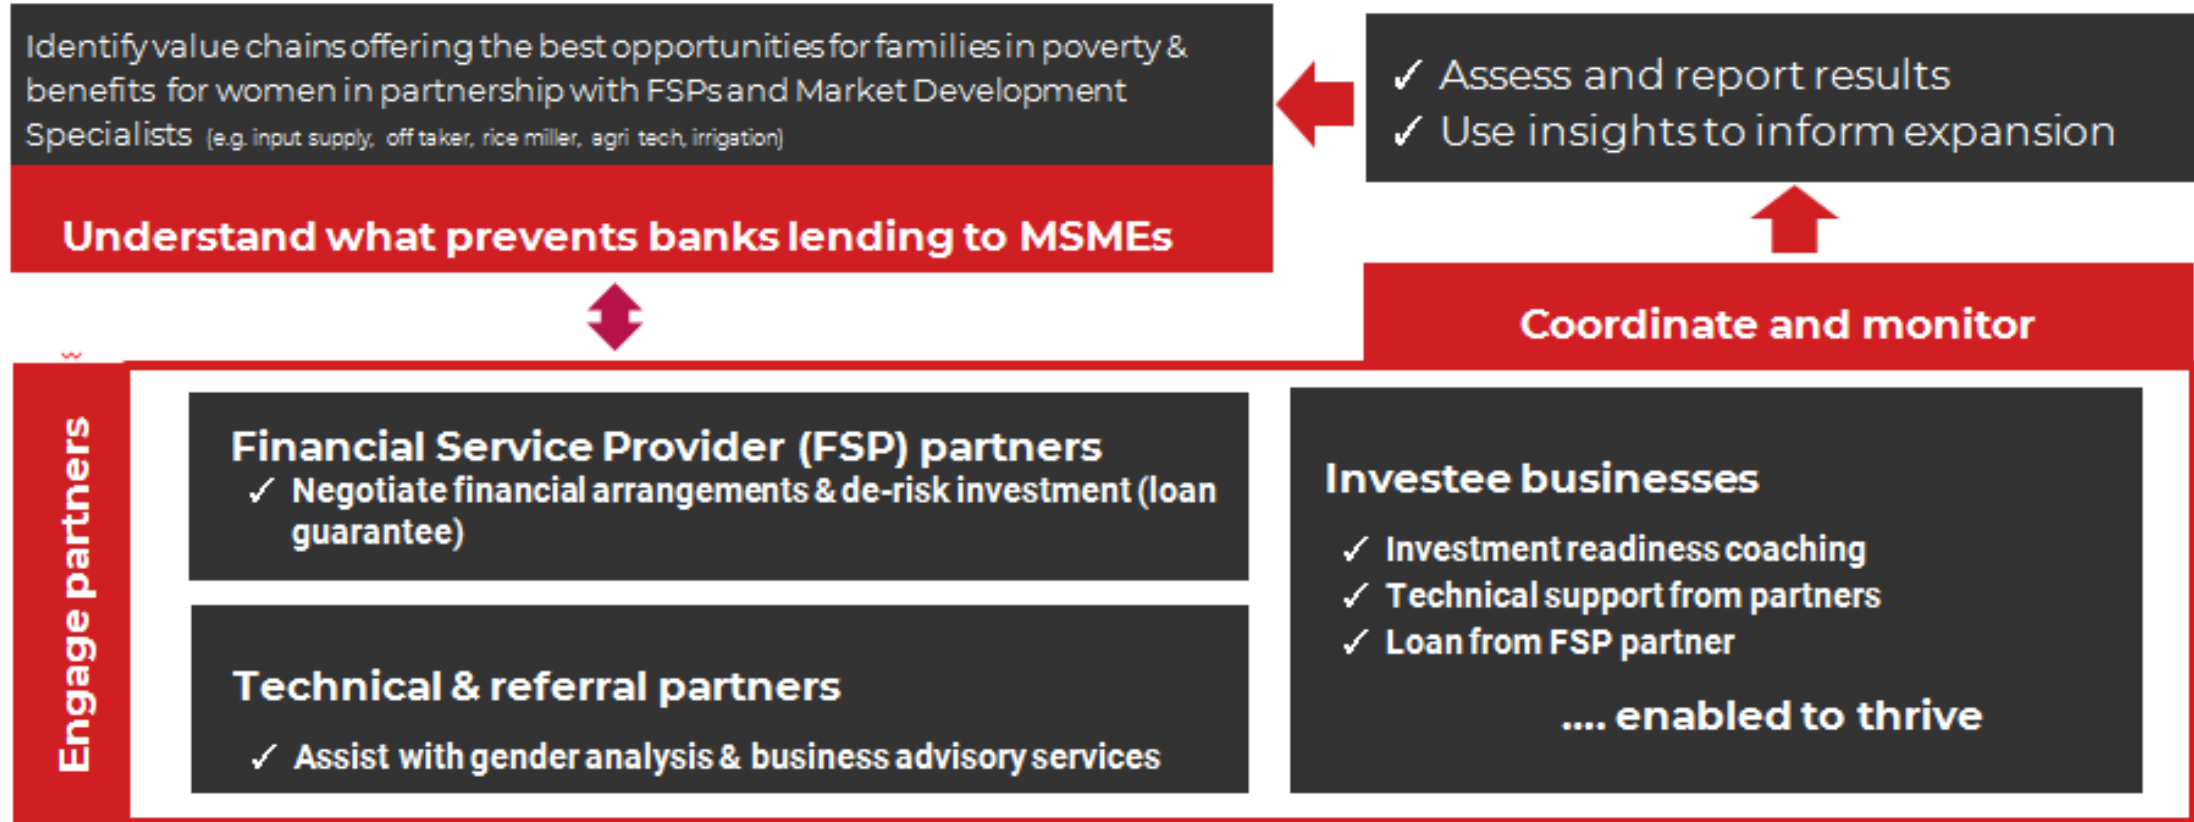 Identify value chains offering the best opportunities for families in poverty &
benefits for women in partnership with FSPs and Market Development
Specialists (e.g. input supply, off taker, rice miller, agri tech, irrigation)
Understand what prevents banks lending to MSMEs
✓ Assess and report results
✓ Use insights to inform expansion
Coordinate and monitor
Engage partners
Financial Service Provider (FSP) partners
✓ Negotiate financial arrangements & de-risk investment (loan
guarantee)
Technical & referral partners
✓ Assist with gender analysis & business advisory services
Investee businesses
✓ Investment readiness coaching
✓ Technical support from partners
✓ Loan from FSP partner
.... enabled to thrive